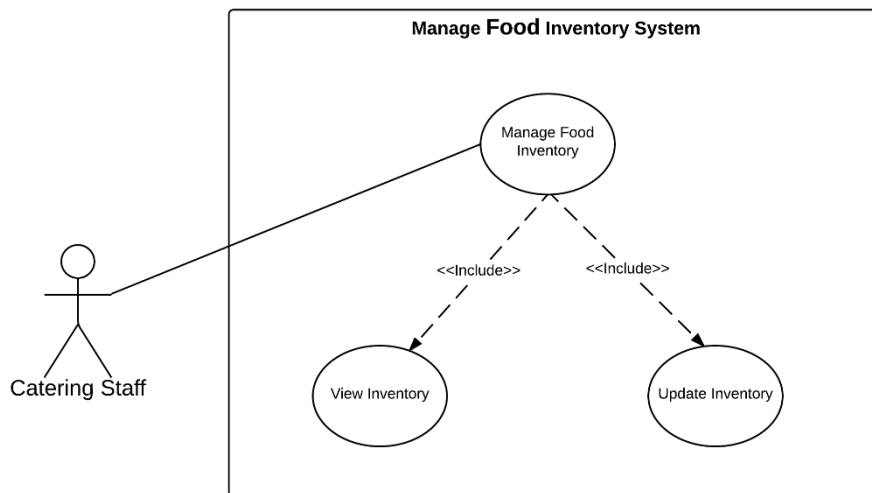 Manage Food Inventory System
Manage Food
Inventory
<<Include>>
<<Include>>
Catering Staff
View Inventory
Update Inventory